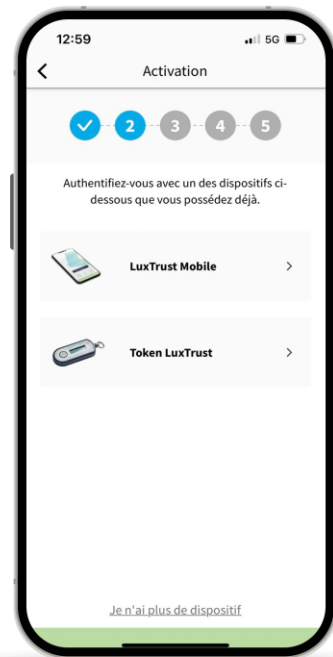 12:59
5G
Activation
2
3
4
5
Authentifiez-vous avec un des dispositifs ci-
dessous que vous possédez déjà.
LuxTrust Mobile
Token LuxTrust
Je n'ai plus de dispositif